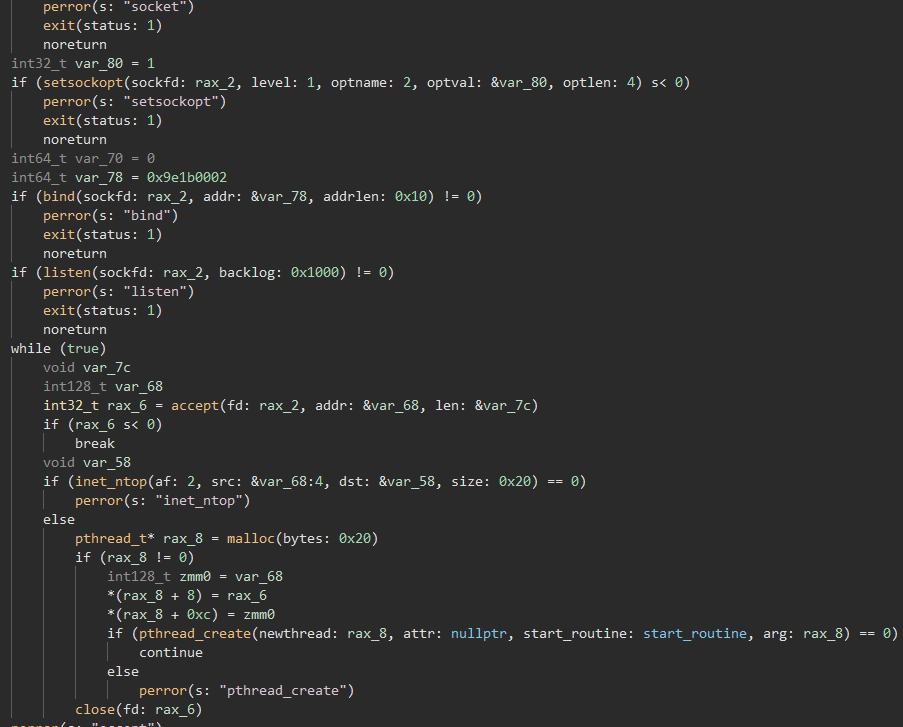 perror(s: "socket")
exit(status: 1)
noreturn
int32_t var_80 = 1
if (setsockopt(sockfd: rax_2, level: 1, optname: 2, optval: &var_80, optlen: 4) s< 0)
perror(s: "setsockopt")
exit(status: 1)
noreturn
int64_t var_70 = 0
int64_t var_78 = 0x9e1b0002
if (bind(sockfd: rax_2, addr: &var_78, addrlen: 0x10) != 0)
perror(s: "bind")
exit(status: 1)
noreturn
if (listen(sockfd: rax_2, backlog: 0x1000) != 0)
perror(s: "listen")
exit(status: 1)
noreturn
while (true)
void var_7c
int128_t var_68
int32_t rax_6 = accept(fd: rax_2, addr: &var_68, len: &var_7c)
if (rax_6 s< 0)
break
void var_58
if (inet_ntop(af: 2, src: &var_68:4, dst: &var_58, size: 0x20) == 0)
perror(s: "inet_ntop")
else
pthread_t* rax_8 = malloc(bytes: 0x20)
if (rax_8 != 0)
int128_t zmm0 = var_68
*(rax_8 + 8) = rax_6
*(rax_8 + 0xc) = zmm0
if (pthread_create(newthread: rax_8, attr: nullptr, start_routine: start_routine, arg: rax_8) == 0)
continue
else
perror(s: "pthread_create")
close(fd: rax_6)
perror(s: "accept")